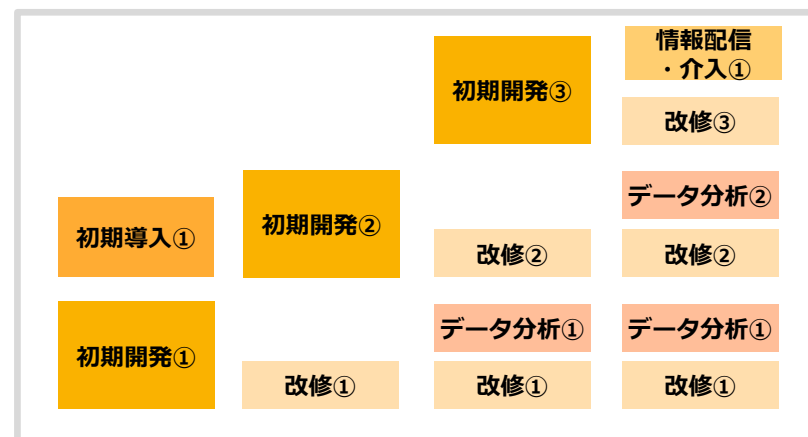 情報配信
・介入①
初期開発③
改修③
データ分析②
初期導入①
初期開発②
改修②
改修②
データ分析①
データ分析①
初期開発①
改修①
改修①
改修①